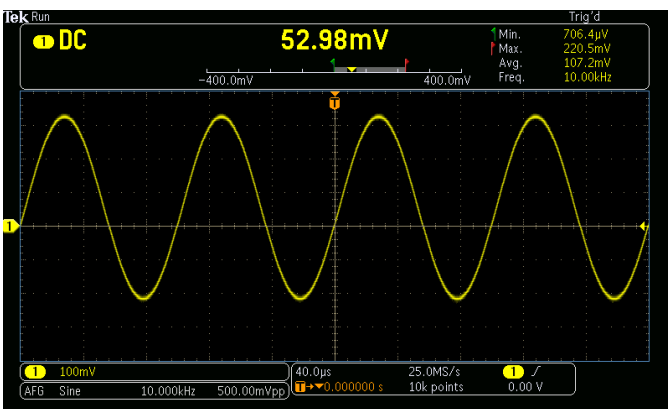 Tek Run Trig'd
1 DC 52.98mV
Min. 706.4µV
Max. 220.5mV
Avg. 107.2mV
Freq. 10.00kHz
-400.0mV 400.0mV
T
1
1 100mV
40.0µs 25.0MS/s 1
T→▼0.000000 s 10k points 0.00 V
AFG Sine 10.000kHz 500.00mVpp